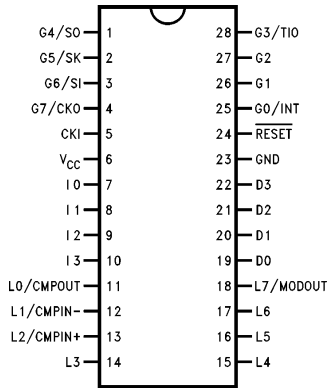 G4/SO 1 28 G3/TIO
G5/SK 2 27 G2
G6/SI 3 26 G1
G7/CKO 4 25 G0/INT
CKI 5 24 RESET
VCC 6 23 GND
I0 7 22 D3
I1 8 21 D2
I2 9 20 D1
I3 10 19 D0
L0/CMPOUT 11 18 L7/MODOUT
L1/CMPIN- 12 17 L6
L2/CMPIN+ 13 16 L5
L3 14 15 L4